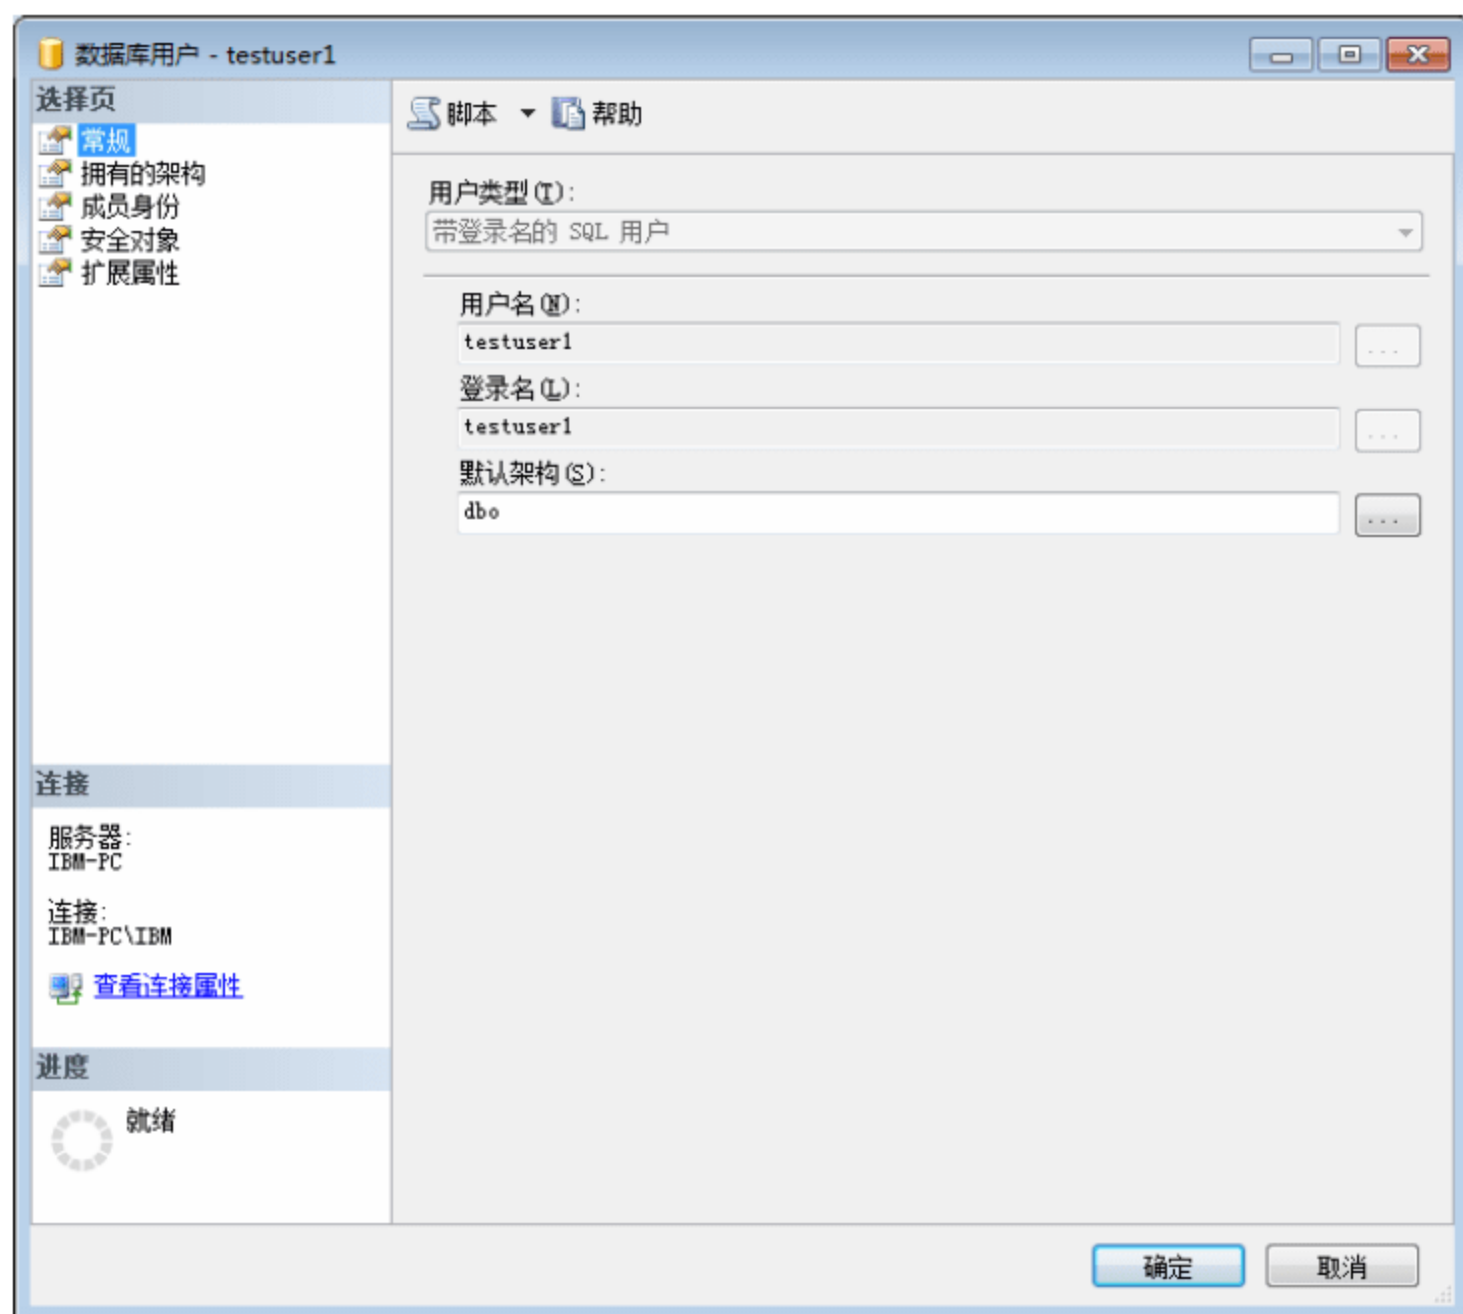 数据库用户 - testuser1
选择页
常规
拥有的架构
成员身份
安全对象
扩展属性
脚本 帮助
用户类型(T):
带登录名的 SQL 用户
用户名(N):
testuser1
...
登录名(L):
testuser1
...
默认架构(S):
dbo
...
连接
服务器:
IBM-PC
连接:
IBM-PC\IBM
查看连接属性
进度
就绪
确定 取消